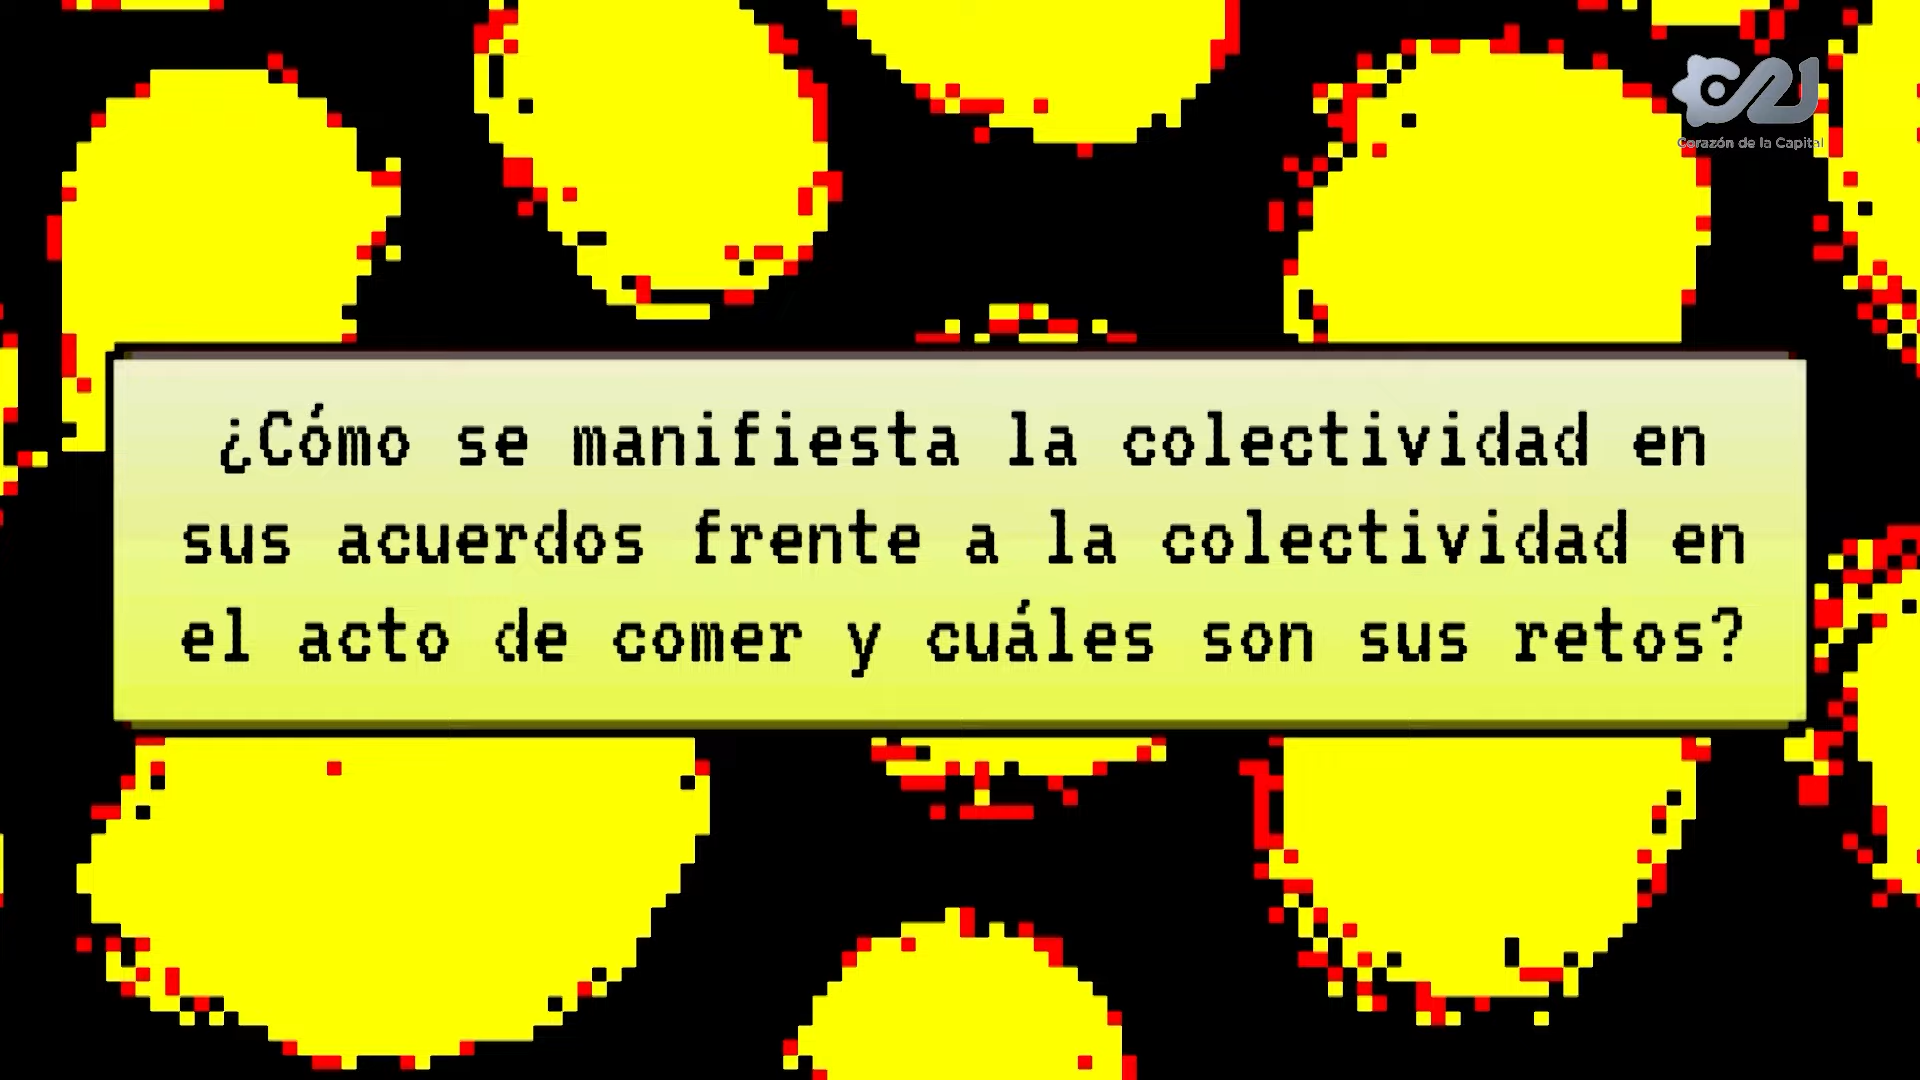 C21
Corazón de la Capital
¿Cómo se manifiesta la colectividad en
sus acuerdos frente a la colectividad en
el acto de comer y cuáles son sus retos?